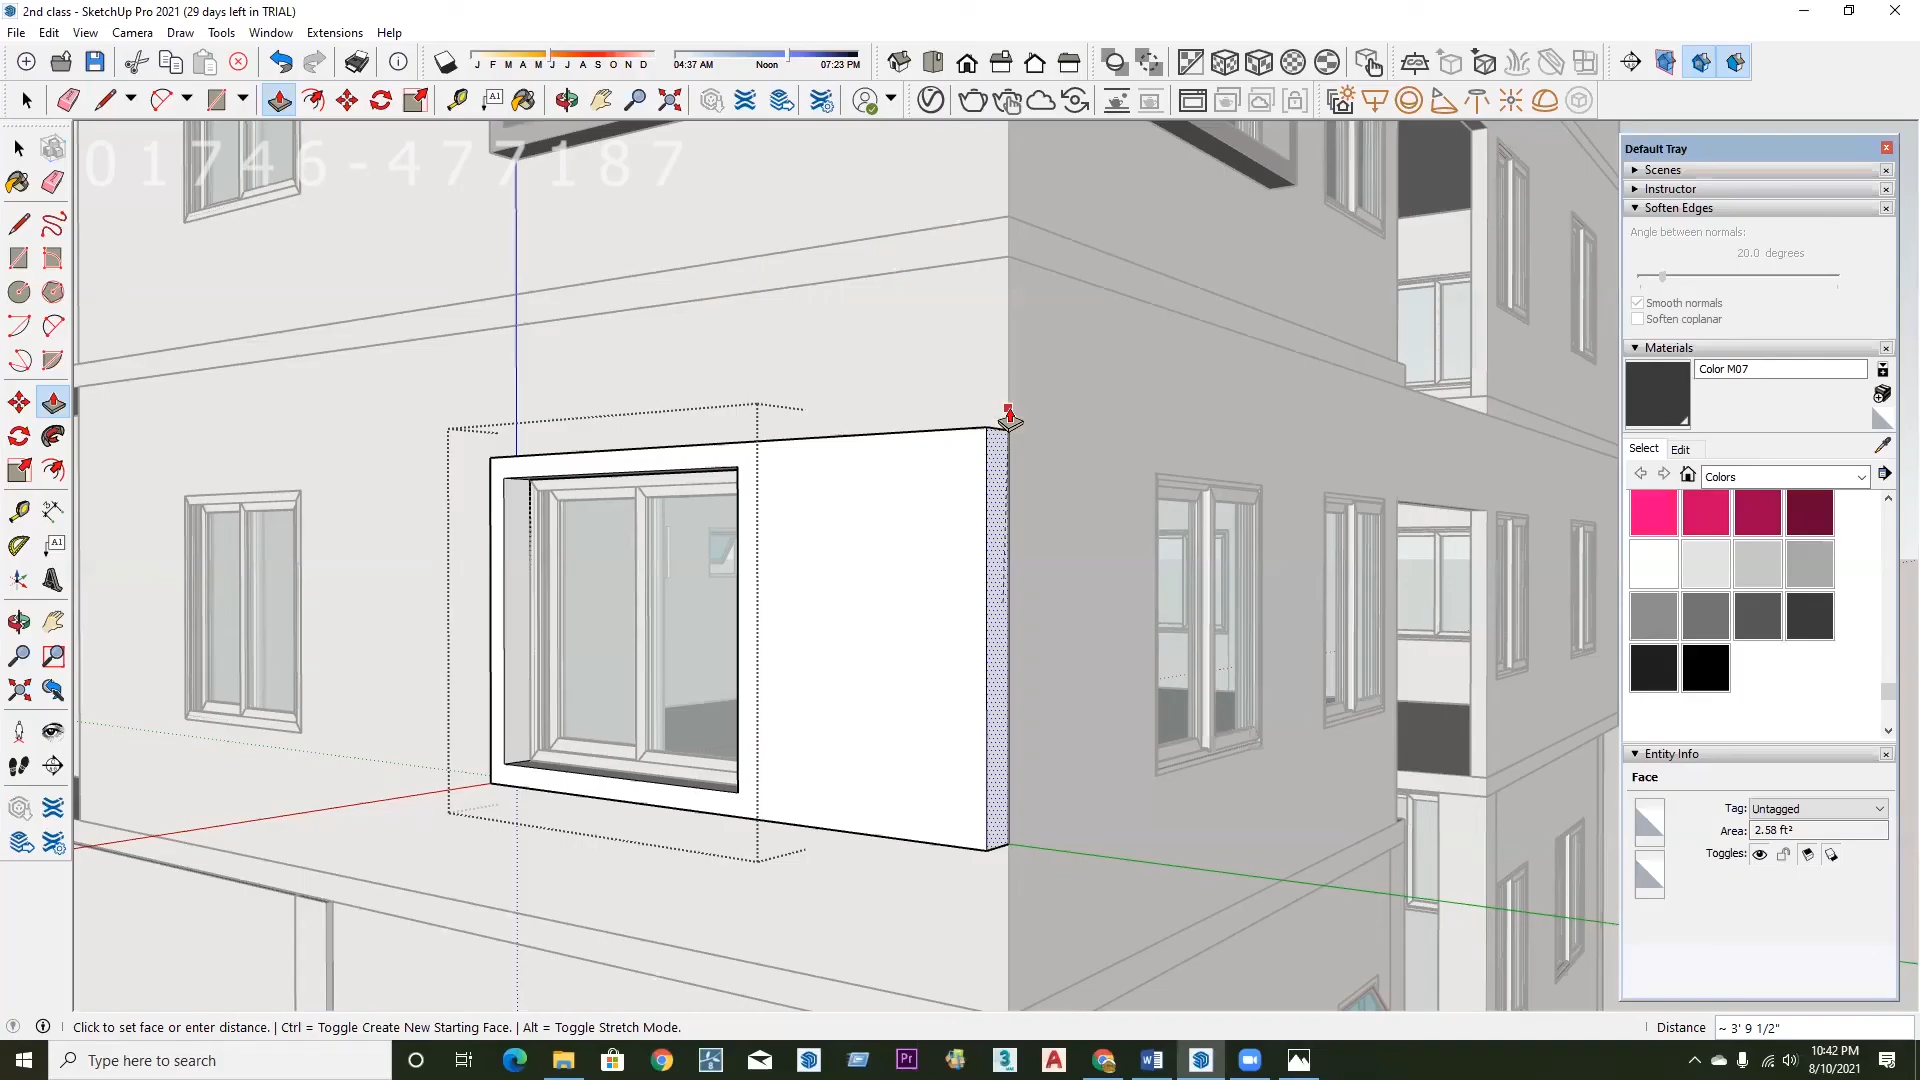 2nd class - SketchUp Pro 2021 (29 days left in TRIAL)
File Edit View Camera Draw Tools Window Extensions Help
J F M A M J J A S O N D
04:37 AM Noon 07:23 PM
A1
01746-477187
Default Tray
Scenes
Instructor
Soften Edges
Angle between normals:
20.0 degrees
Smooth normals
Soften coplanar
Materials
Color M07
Select Edit
Colors
A1
Entity Info
Face
Tag: Untagged
Area: 2.58 ft²
Toggles:
Click to set face or enter distance. | Ctrl = Toggle Create New Starting Face. | Alt = Toggle Stretch Mode.
Distance ~ 3' 9 1/2"
Type here to search
Pr
3
A
W
10:42 PM
8/10/2021